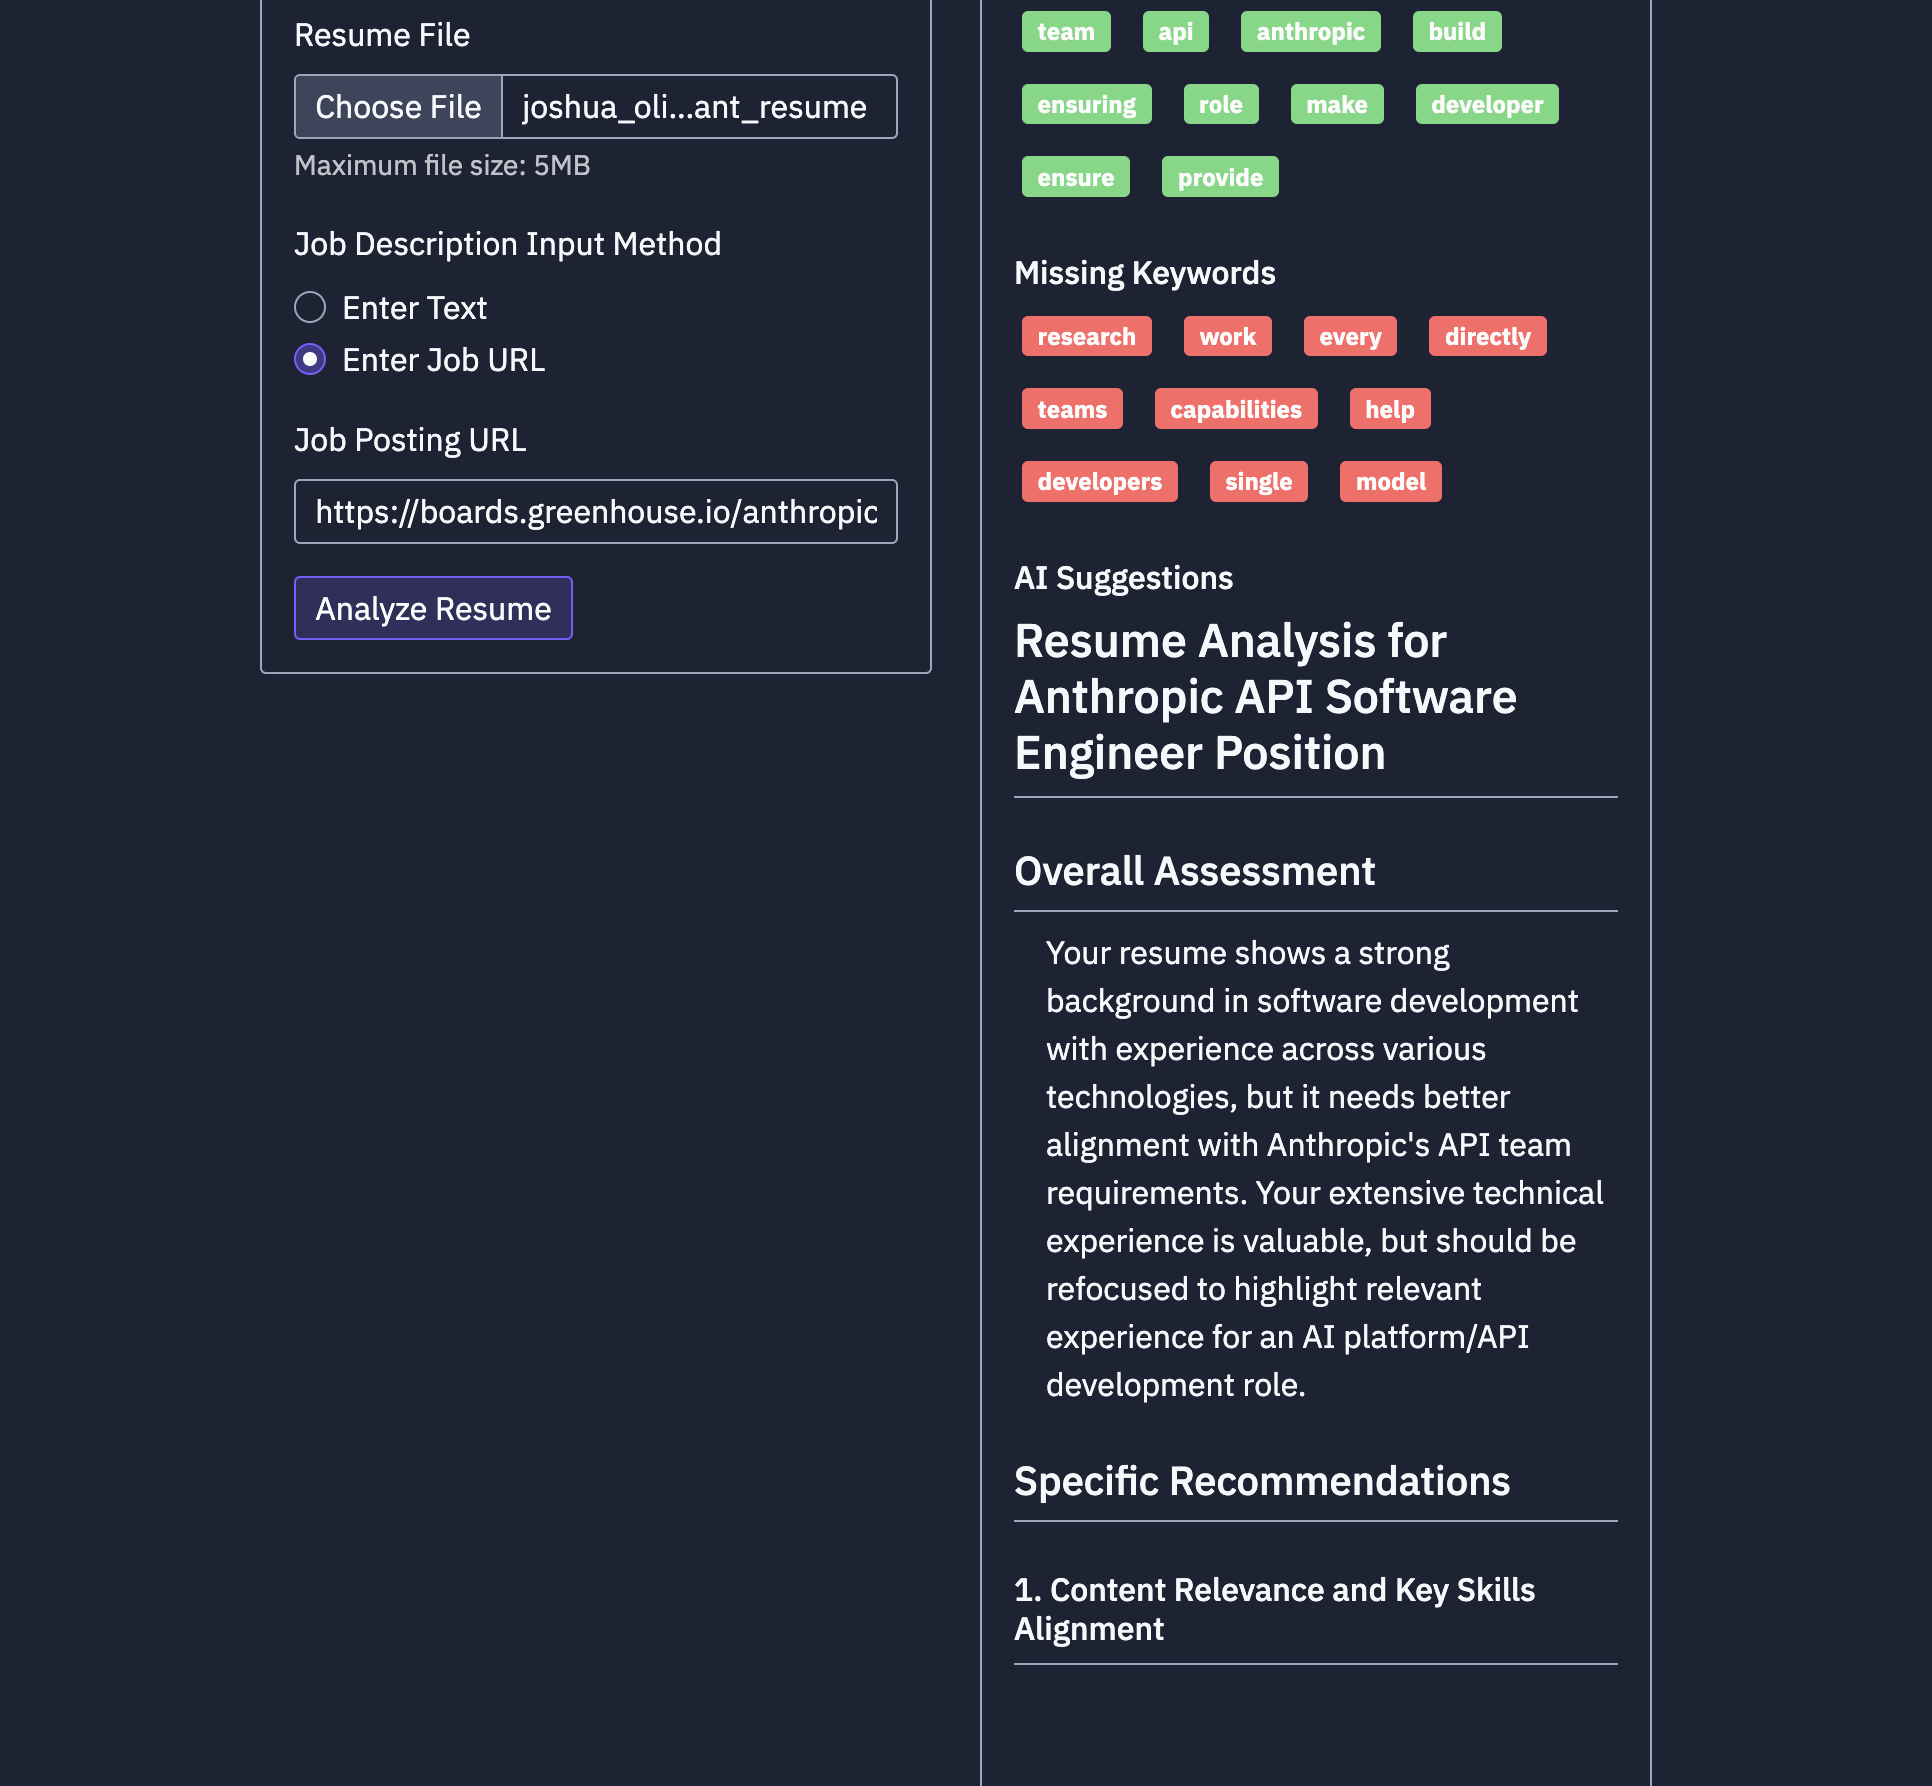 Resume File
Choose File joshua_oli...ant_resume
Maximum file size: 5MB
Job Description Input Method
Enter Text
Enter Job URL
Job Posting URL
https://boards.greenhouse.io/anthropic
Analyze Resume
team api anthropic build
ensuring role make developer
ensure provide
Missing Keywords
research work every directly
teams capabilities help
developers single model
AI Suggestions
Resume Analysis for
Anthropic API Software
Engineer Position
Overall Assessment
Your resume shows a strong
background in software development
with experience across various
technologies, but it needs better
alignment with Anthropic's API team
requirements. Your extensive technical
experience is valuable, but should be
refocused to highlight relevant
experience for an AI platform/API
development role.
Specific Recommendations
1. Content Relevance and Key Skills
Alignment